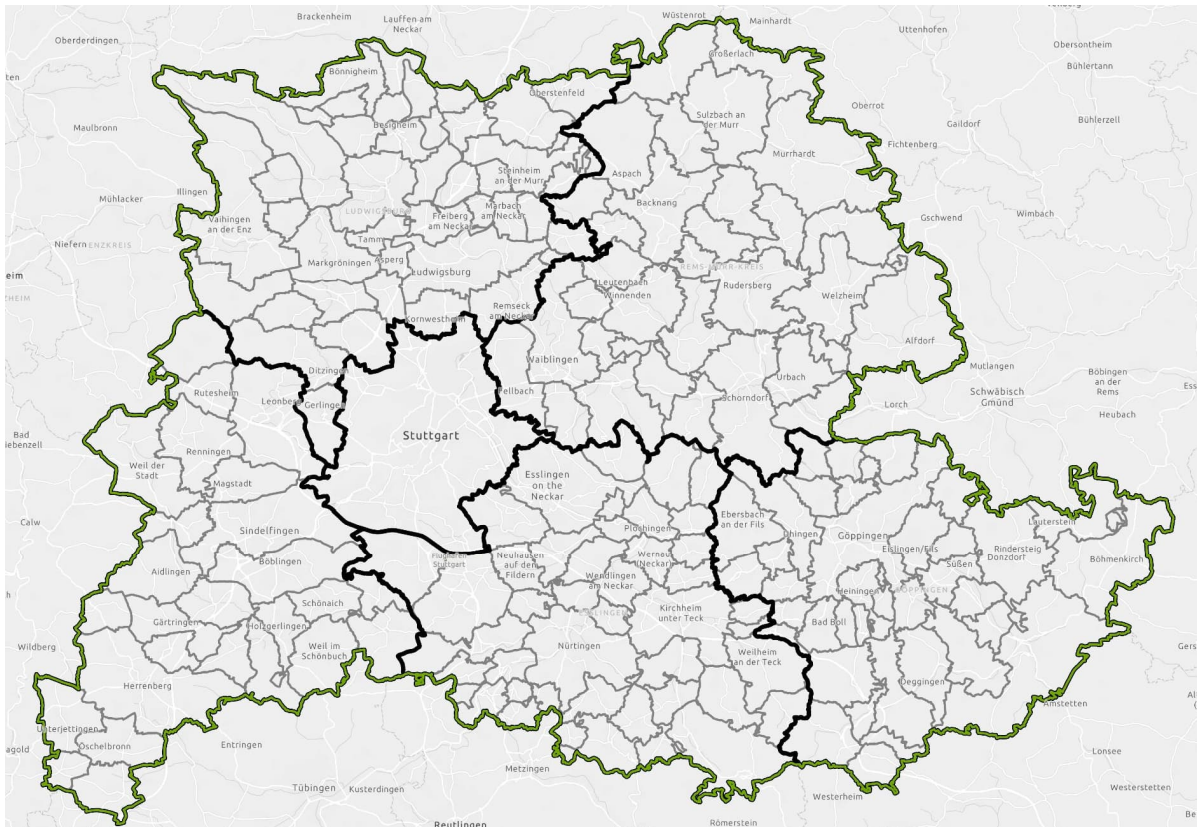 Wüstenrot
Brackenheim
Lauffen am
Neckar
Mainhardt
Uttenhofen
Oberderdingen
Obersontheim
Großerlach
Bühlertann
Bönnigheim
Oberstenfeld
Oberrot
Sulzbach an
der Murr
Gaildorf
Bühlerzell
Maulbronn
Besigheim
Fichtenberg
Murrhardt
Steinheim
an der Murr
Aspach
Illingen
Mühlacker
Backnang
Marbach
am Neckar
LUDWIGSBURG
Freiberg
am Neckar
Vaihingen
an der Enz
Gschwend
Wimbach
Tamm
Niefern
ENZKREIS
Markgröningen
Asperg
Ludwigsburg
REMS-MURR-KREIS
eim
Leutenbach
Winnenden
Rudersberg
Welzheim
Remseck
am Neckar
Kornwestheim
Alfdorf
Waiblingen
Mutlangen
Böbingen
an der
Rems
Ditzingen
Urbach
Rutesheim
Fellbach
Schwäbisch
Gmünd
Leonberg
Gerlingen
Schorndorf
Lorch
Heubach
Stuttgart
Bad
Renningen
Weil der
Stadt
Magstadt
Esslingen
on the
Neckar
Ebersbach
an der Fils
Calw
Lauterstein
Sindelfingen
Plochingen
Uhingen
Göppingen
Eislingen/Fils
Rindersteig
Donzdorf
Böhmenkirch
Flughafen
Stuttgart
Neuhausen
auf den
Fildern
Wernau
(Neckar)
Böblingen
Süßen
Aidlingen
Wendlingen
am Neckar
Heiningen
GÖPPINGEN
Schönaich
ESSLINGEN
Kirchheim
unter Teck
Gärtringen
Holzgerlingen
Bad Boll
Wildberg
Weil im
Schönbuch
Nürtingen
Weilheim
an der Teck
Herrenberg
Deggingen
Amstetten
Unterjettingen
Öschelbronn
Entringen
Lonsee
Metzingen
Tübingen
Kusterdingen
Westerheim
Westerstetten
Reutlingen
Römerstein